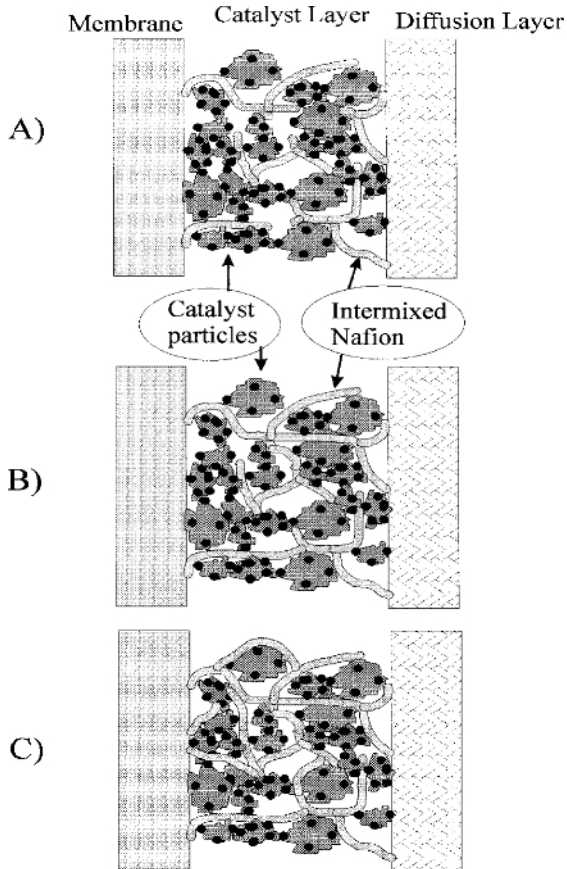 Membrane Catalyst Layer Diffusion Layer
A)
Catalyst
particles
Intermixed
Nafion
B)
C)